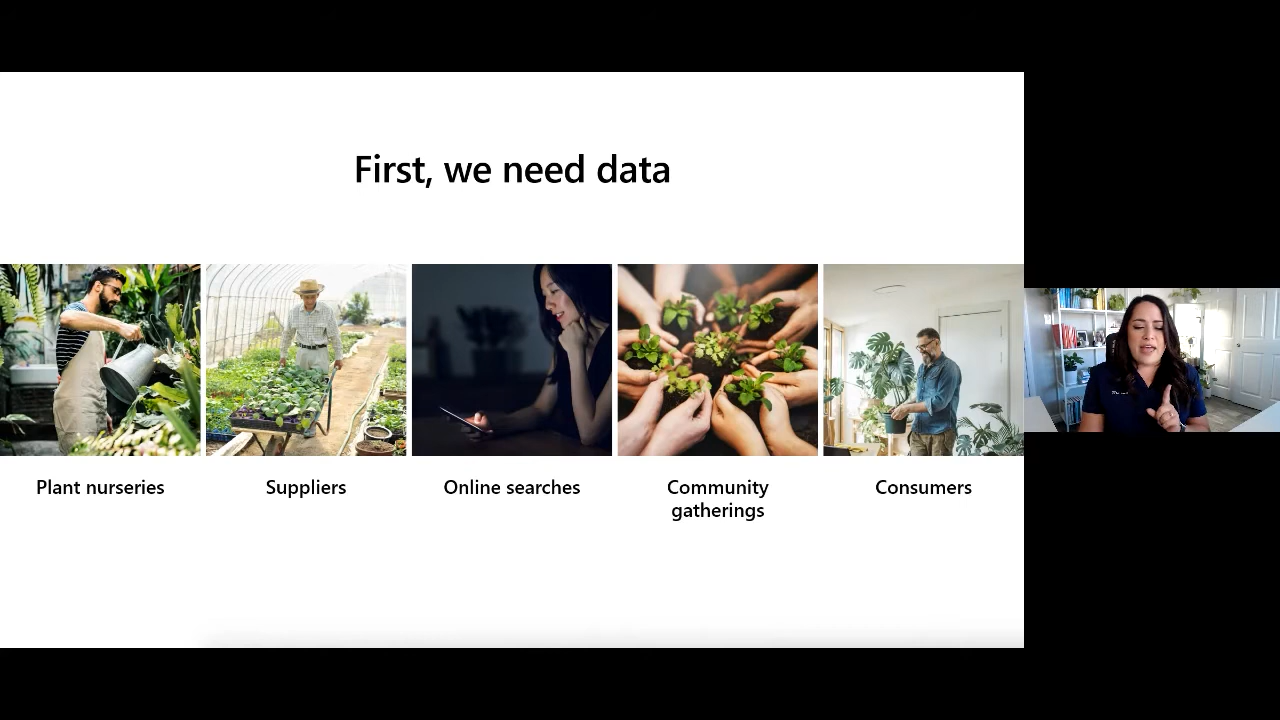 First, we need data
Plant nurseries
Suppliers
Online searches
Community
gatherings
Consumers